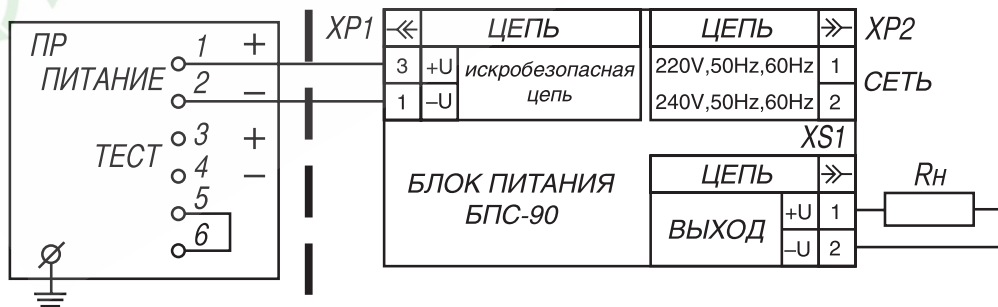 ПР
ПИТАНИЕ
1 +
2 –
ТЕСТ
3 +
4 –
5
6
XP1
ЦЕПЬ
3 +U искробезопасная
1 –U цепь
ЦЕПЬ
XP2
220V,50Hz,60Hz 1
240V,50Hz,60Hz 2
СЕТЬ
БЛОК ПИТАНИЯ
БПС-90
XS1
ЦЕПЬ
ВЫХОД
+U 1
–U 2
Rн